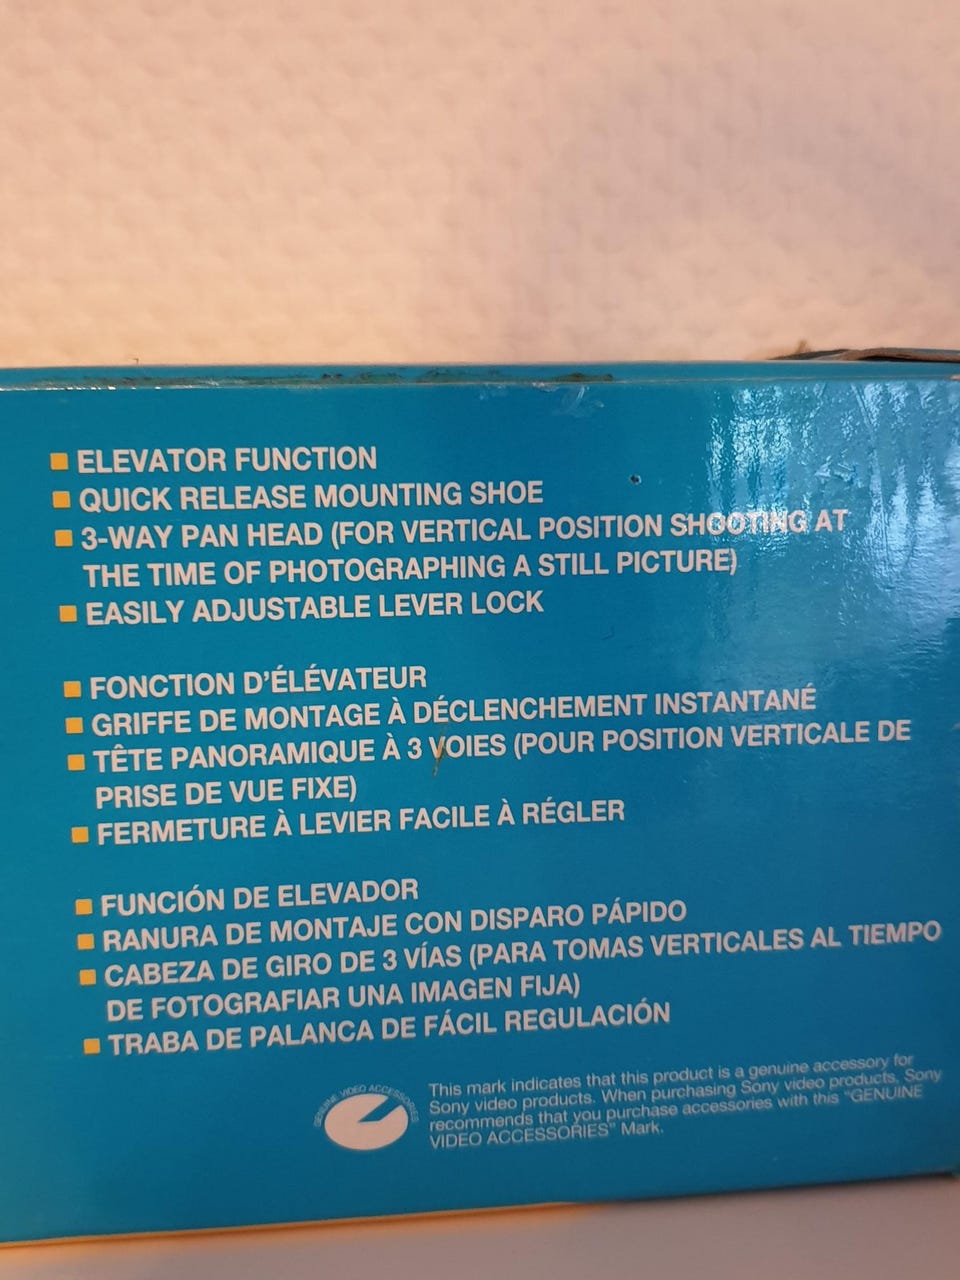 ELEVATOR FUNCTION
QUICK RELEASE MOUNTING SHOE
3-WAY PAN HEAD (FOR VERTICAL POSITION SHOOTING AT
THE TIME OF PHOTOGRAPHING A STILL PICTURE)
EASILY ADJUSTABLE LEVER LOCK
FONCTION D'ÉLÉVATEUR
GRIFFE DE MONTAGE À DÉCLENCHEMENT INSTANTANÉ
TÊTE PANORAMIQUE À 3 VOIES (POUR POSITION VERTICALE DE
PRISE DE VUE FIXE)
FERMETURE À LEVIER FACILE À RÉGLER
FUNCIÓN DE ELEVADOR
RANURA DE MONTAJE CON DISPARO PÁPIDO
CABEZA DE GIRO DE 3 VÍAS (PARA TOMAS VERTICALES AL TIEMPO
DE FOTOGRAFIAR UNA IMAGEN FIJA)
TRABA DE PALANCA DE FÁCIL REGULACIÓN
GENUINE VIDEO ACCESSORIES
This mark indicates that this product is a genuine accessory for
Sony video products. When purchasing Sony video products, Sony
recommends that you purchase accessories with this "GENUINE
VIDEO ACCESSORIES" Mark.